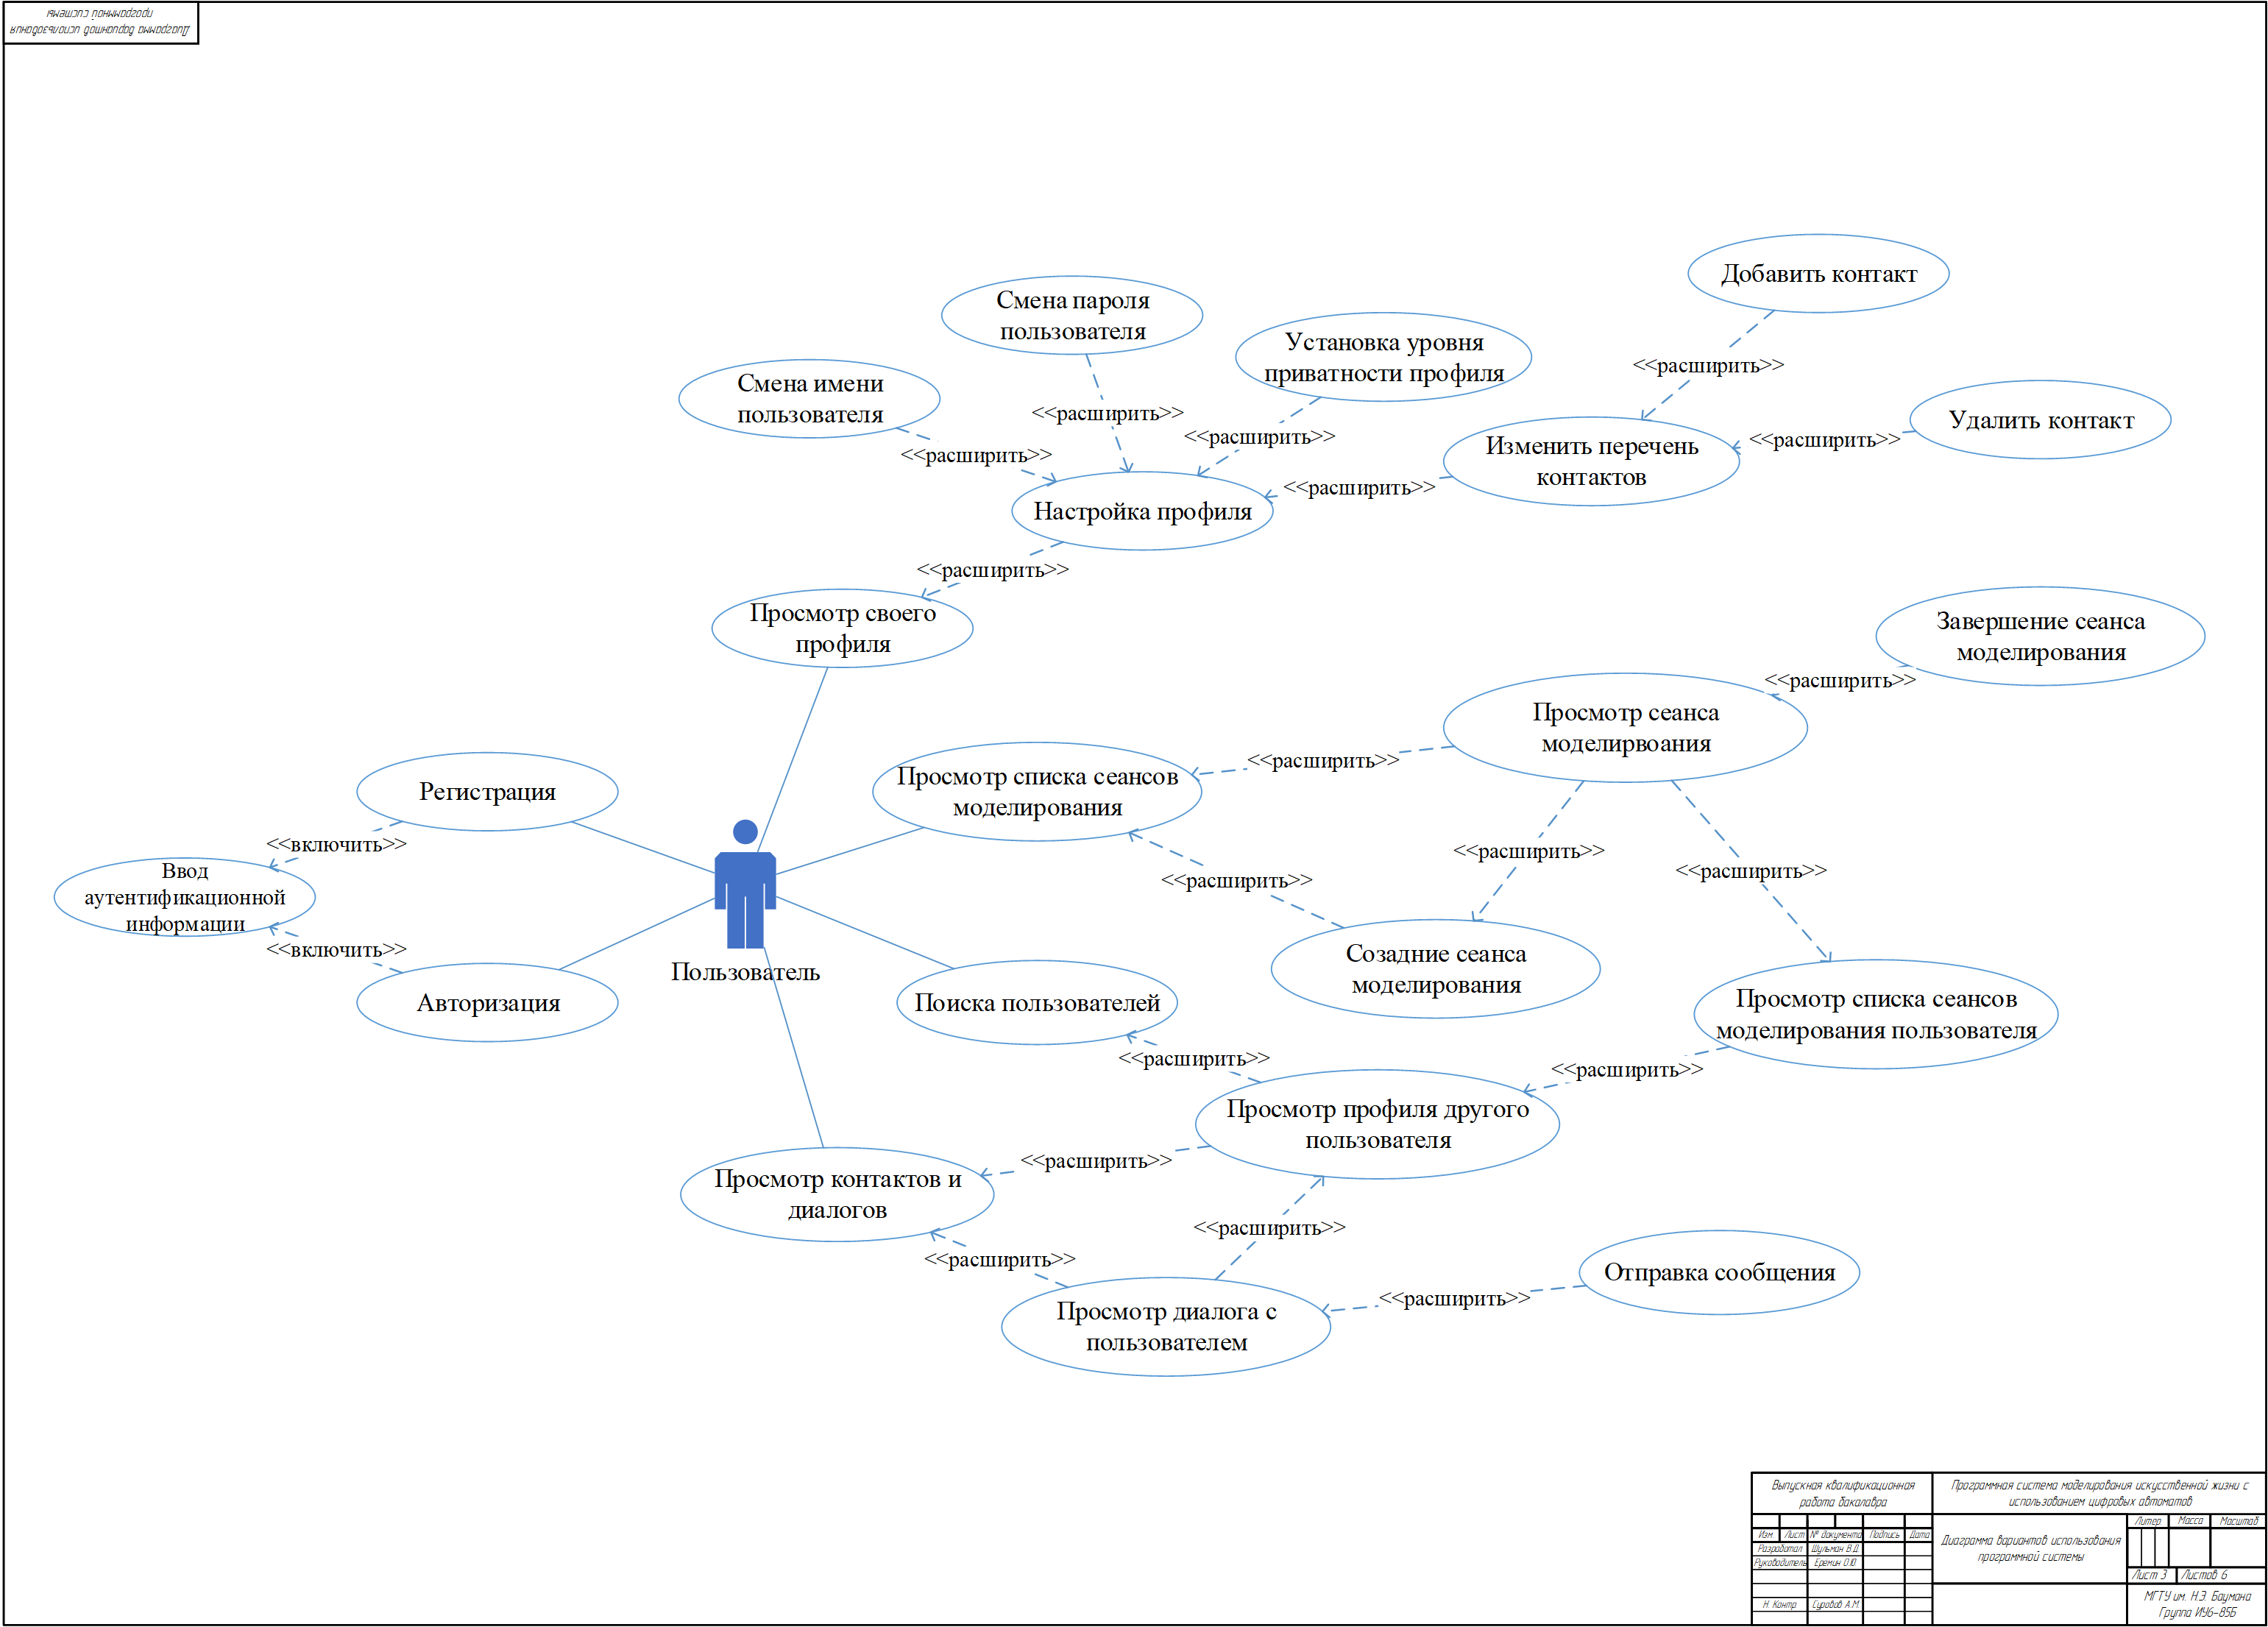 Диаграмма вариантов использования
программной системы
Добавить контакт
Смена пароля
пользователя
Установка уровня
приватности профиля
<<расширить>>
Смена имени
пользователя
<<расширить>>
<<расширить>>
Удалить контакт
<<расширить>>
Изменить перечень
контактов
<<расширить>>
<<расширить>>
Настройка профиля
<<расширить>>
Просмотр своего
профиля
Завершение сеанса
моделирования
<<расширить>>
Просмотр сеанса
моделирвоания
<<расширить>>
Просмотр списка сеансов
моделирования
Регистрация
<<включить>>
<<расширить>>
<<расширить>>
<<расширить>>
Ввод
аутентификационной
информации
<<включить>>
Пользователь
Созадние сеанса
моделирования
Авторизация
Поиска пользователей
Просмотр списка сеансов
моделирования пользователя
<<расширить>>
<<расширить>>
Просмотр профиля другого
пользователя
<<расширить>>
Просмотр контактов и
диалогов
<<расширить>>
<<расширить>>
Отправка сообщения
<<расширить>>
Просмотр диалога с
пользователем
Выпускная квалификационная
работа бакалавра
Программная система моделирования искусственной жизни с
использованием цифровых автоматов
Изм Лист № документа Подпись Дата
Разработал Шульман В.Д.
Руководитель Еремин О.Ю.
Н. Контр. Суровов А.М.
Диаграмма вариантов использования
программной системы
Литер Масса Масштаб
Лист 3 Листов 6
МГТУ им. Н.Э. Баумана
Группа ИУ6-85Б